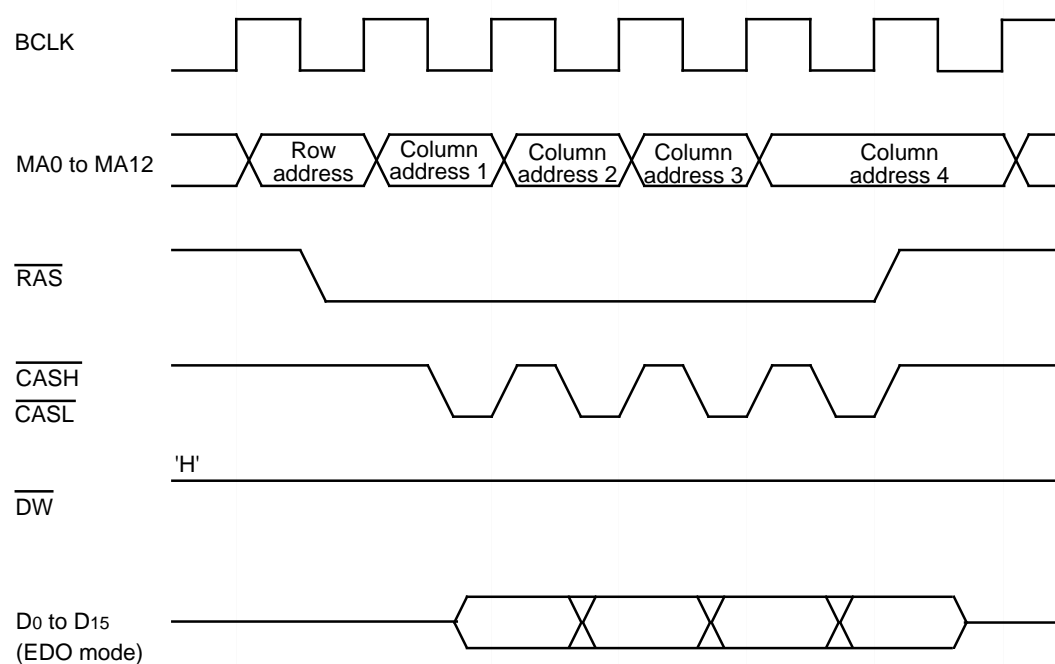 BCLK
MA0 to MA12
Row
address
Column
address 1
Column
address 2
Column
address 3
Column
address 4
RAS
CASH
CASL
'H'
DW
D0 to D15
(EDO mode)